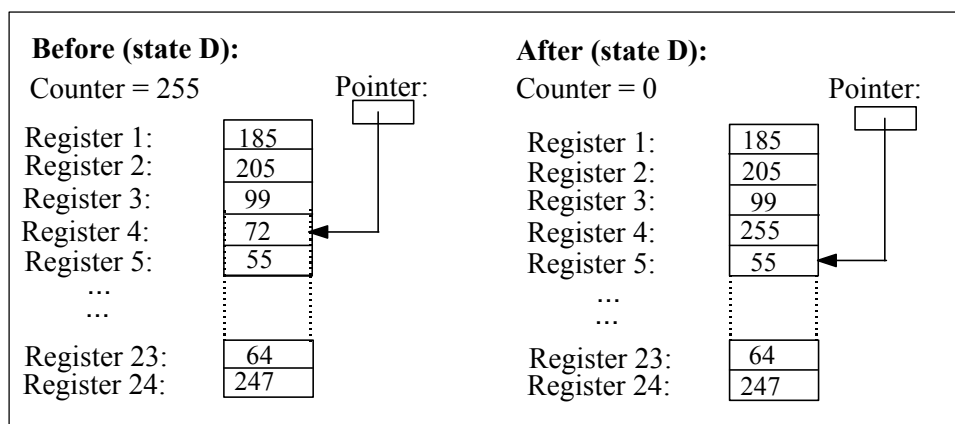 Before (state D):
Counter = 255
Pointer:
Register 1: 185
Register 2: 205
Register 3: 99
Register 4: 72
Register 5: 55
...
...
Register 23: 64
Register 24: 247
After (state D):
Counter = 0
Pointer:
Register 1: 185
Register 2: 205
Register 3: 99
Register 4: 255
Register 5: 55
...
...
Register 23: 64
Register 24: 247